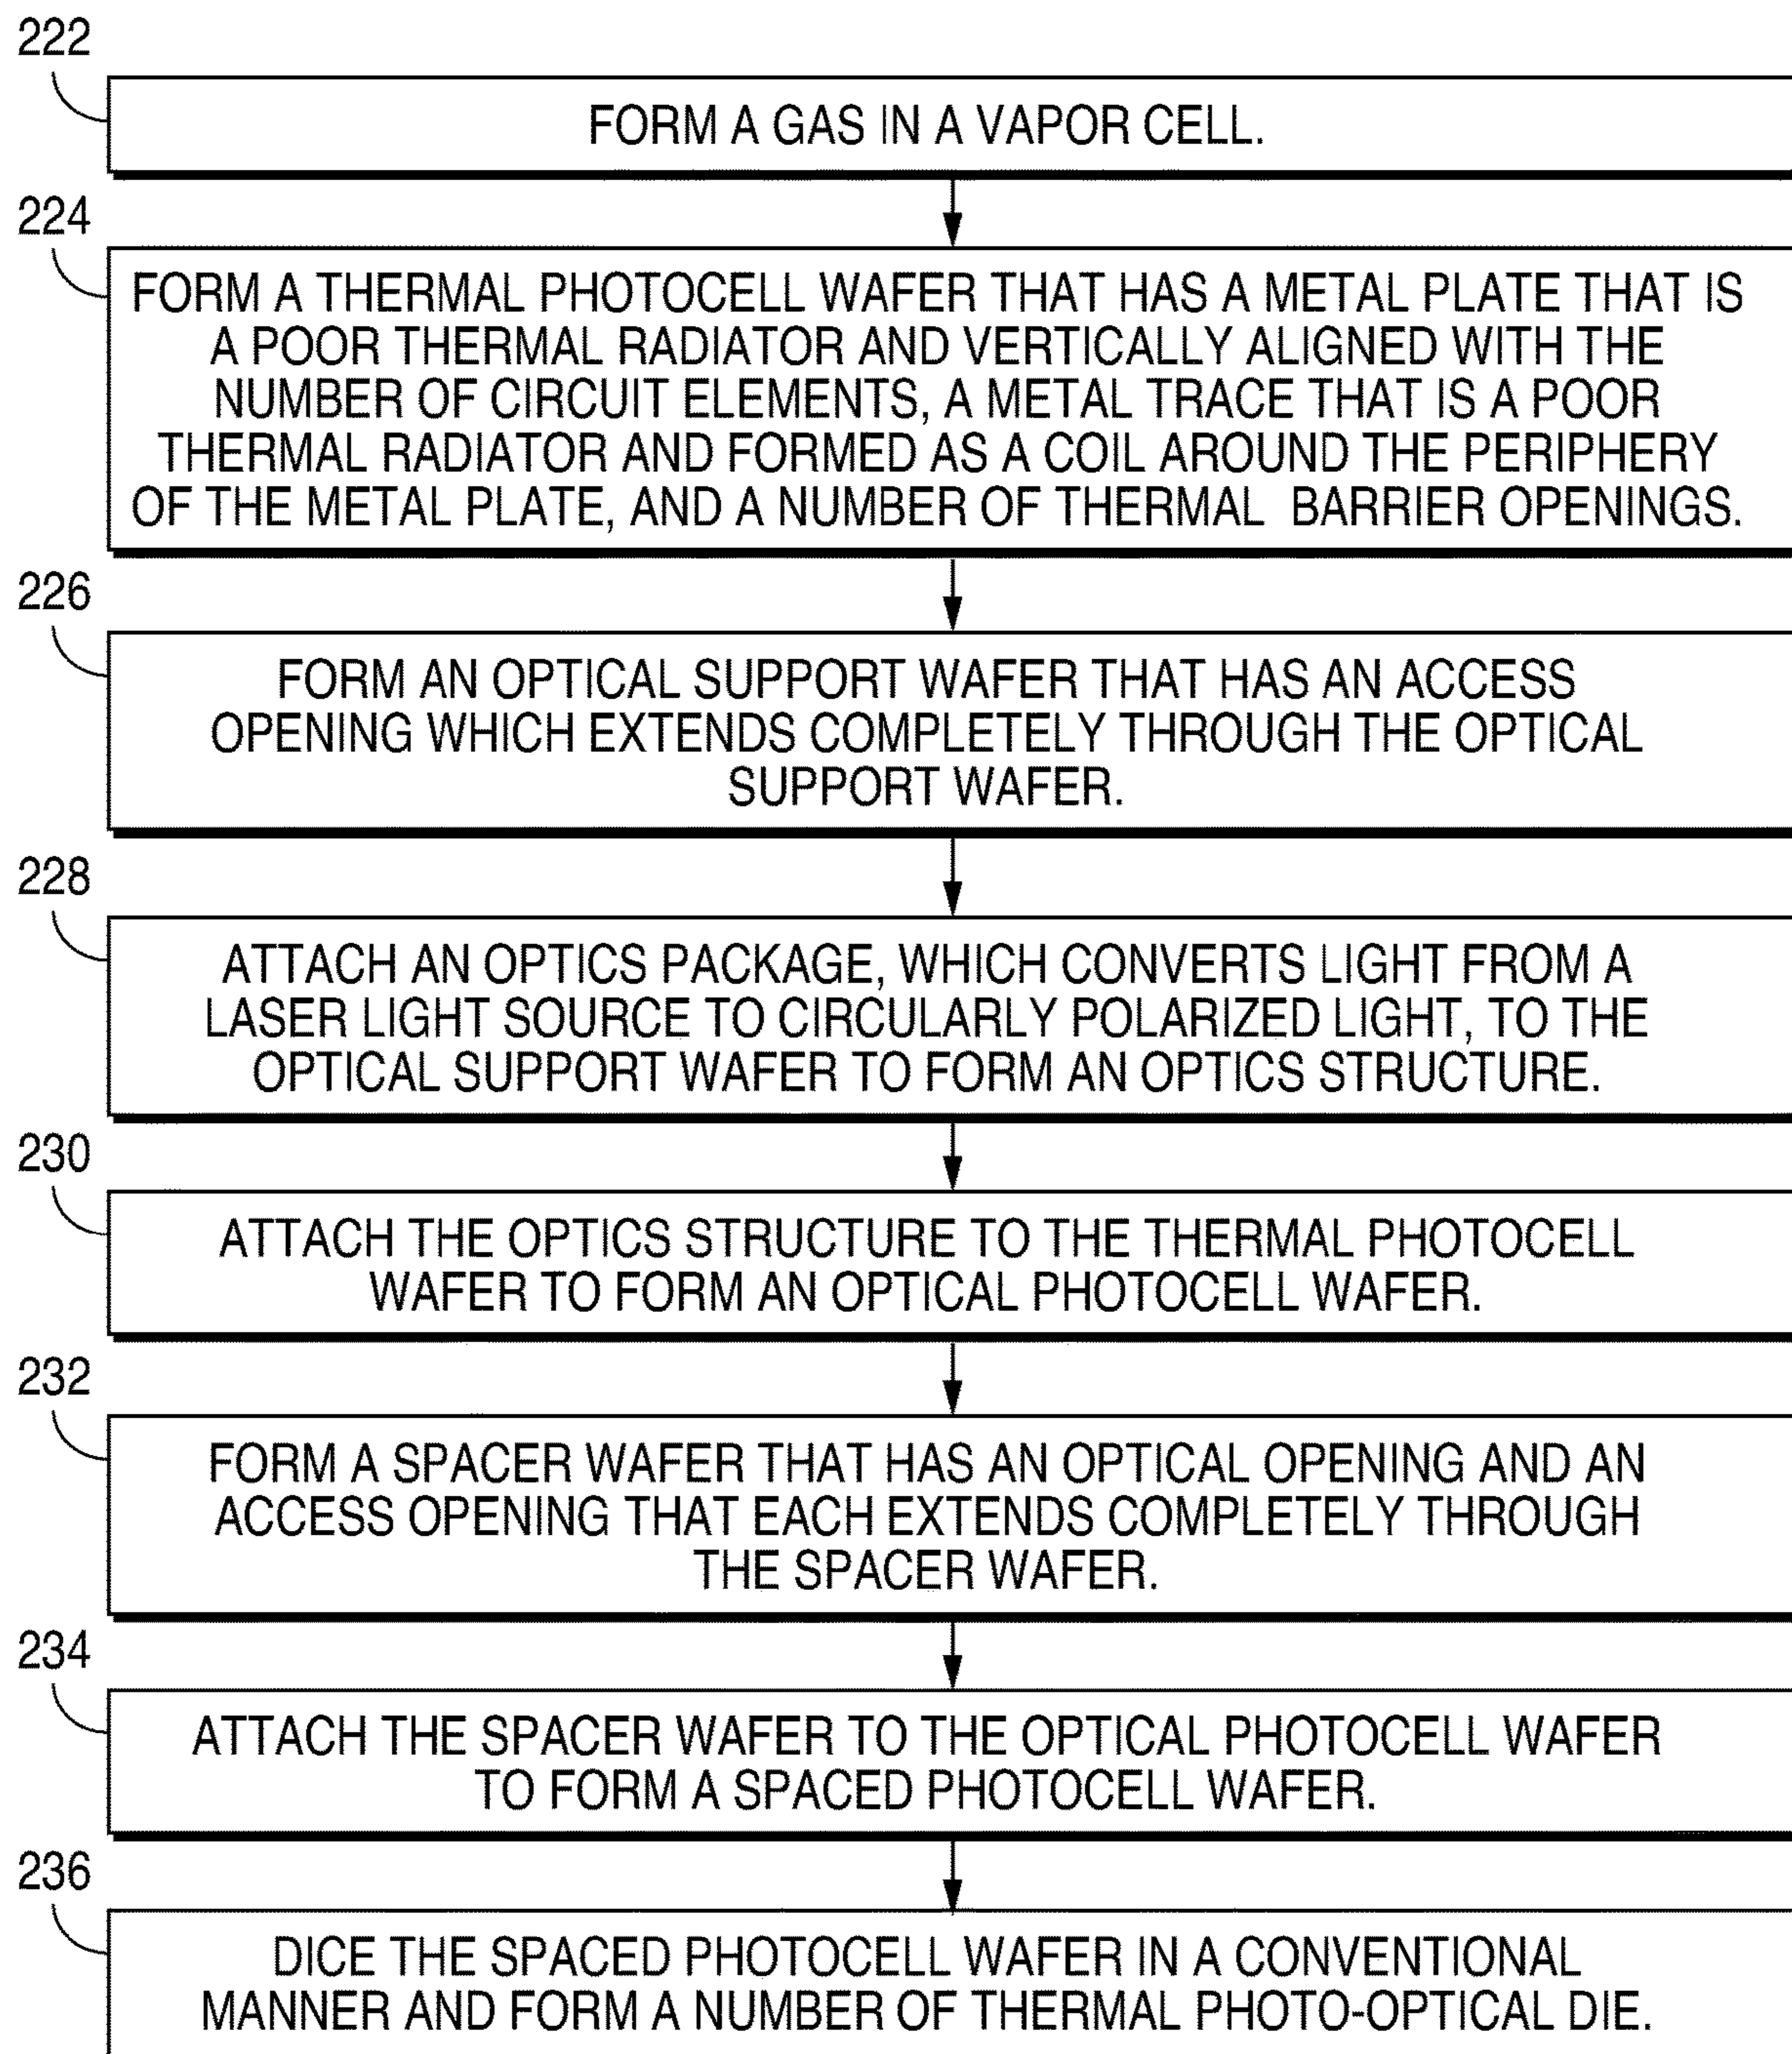 222
FORM A GAS IN A VAPOR CELL.
224
FORM A THERMAL PHOTOCELL WAFER THAT HAS A METAL PLATE THAT IS
A POOR THERMAL RADIATOR AND VERTICALLY ALIGNED WITH THE
NUMBER OF CIRCUIT ELEMENTS, A METAL TRACE THAT IS A POOR
THERMAL RADIATOR AND FORMED AS A COIL AROUND THE PERIPHERY
OF THE METAL PLATE, AND A NUMBER OF THERMAL BARRIER OPENINGS.
226
FORM AN OPTICAL SUPPORT WAFER THAT HAS AN ACCESS
OPENING WHICH EXTENDS COMPLETELY THROUGH THE OPTICAL
SUPPORT WAFER.
228
ATTACH AN OPTICS PACKAGE, WHICH CONVERTS LIGHT FROM A
LASER LIGHT SOURCE TO CIRCULARLY POLARIZED LIGHT, TO THE
OPTICAL SUPPORT WAFER TO FORM AN OPTICS STRUCTURE.
230
ATTACH THE OPTICS STRUCTURE TO THE THERMAL PHOTOCELL
WAFER TO FORM AN OPTICAL PHOTOCELL WAFER.
232
FORM A SPACER WAFER THAT HAS AN OPTICAL OPENING AND AN
ACCESS OPENING THAT EACH EXTENDS COMPLETELY THROUGH
THE SPACER WAFER.
234
ATTACH THE SPACER WAFER TO THE OPTICAL PHOTOCELL WAFER
TO FORM A SPACED PHOTOCELL WAFER.
236
DICE THE SPACED PHOTOCELL WAFER IN A CONVENTIONAL
MANNER AND FORM A NUMBER OF THERMAL PHOTO-OPTICAL DIE.